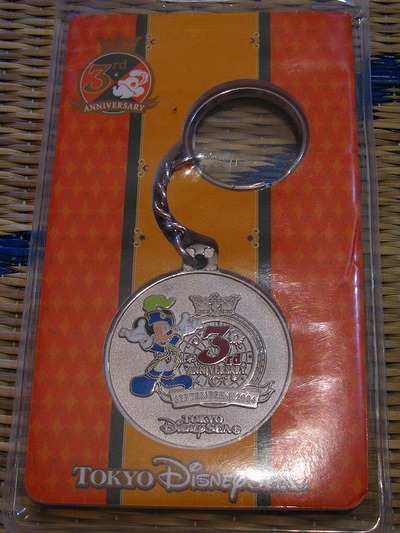 3rd
ANNIVERSARY
3rd
ANNIVERSARY
SEPTEMBER 4, 2004
TOKYO
DISNEYSEA
TOKYO DISNEYSEA